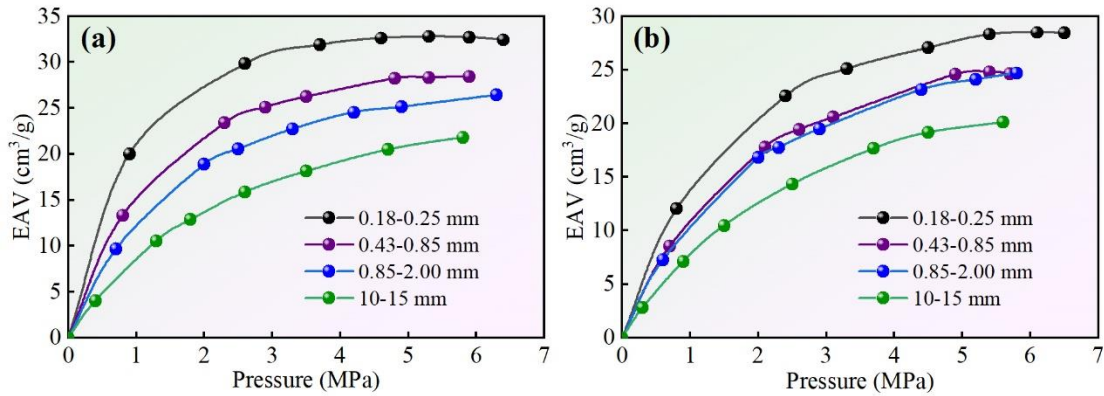 (a)
35
30
25
20
15
10
5
0
EAV (cm³/g)
0.18-0.25 mm
0.43-0.85 mm
0.85-2.00 mm
10-15 mm
0 1 2 3 4 5 6 7
Pressure (MPa)
(b)
30
25
20
15
10
5
0
EAV (cm³/g)
0.18-0.25 mm
0.43-0.85 mm
0.85-2.00 mm
10-15 mm
0 1 2 3 4 5 6 7
Pressure (MPa)